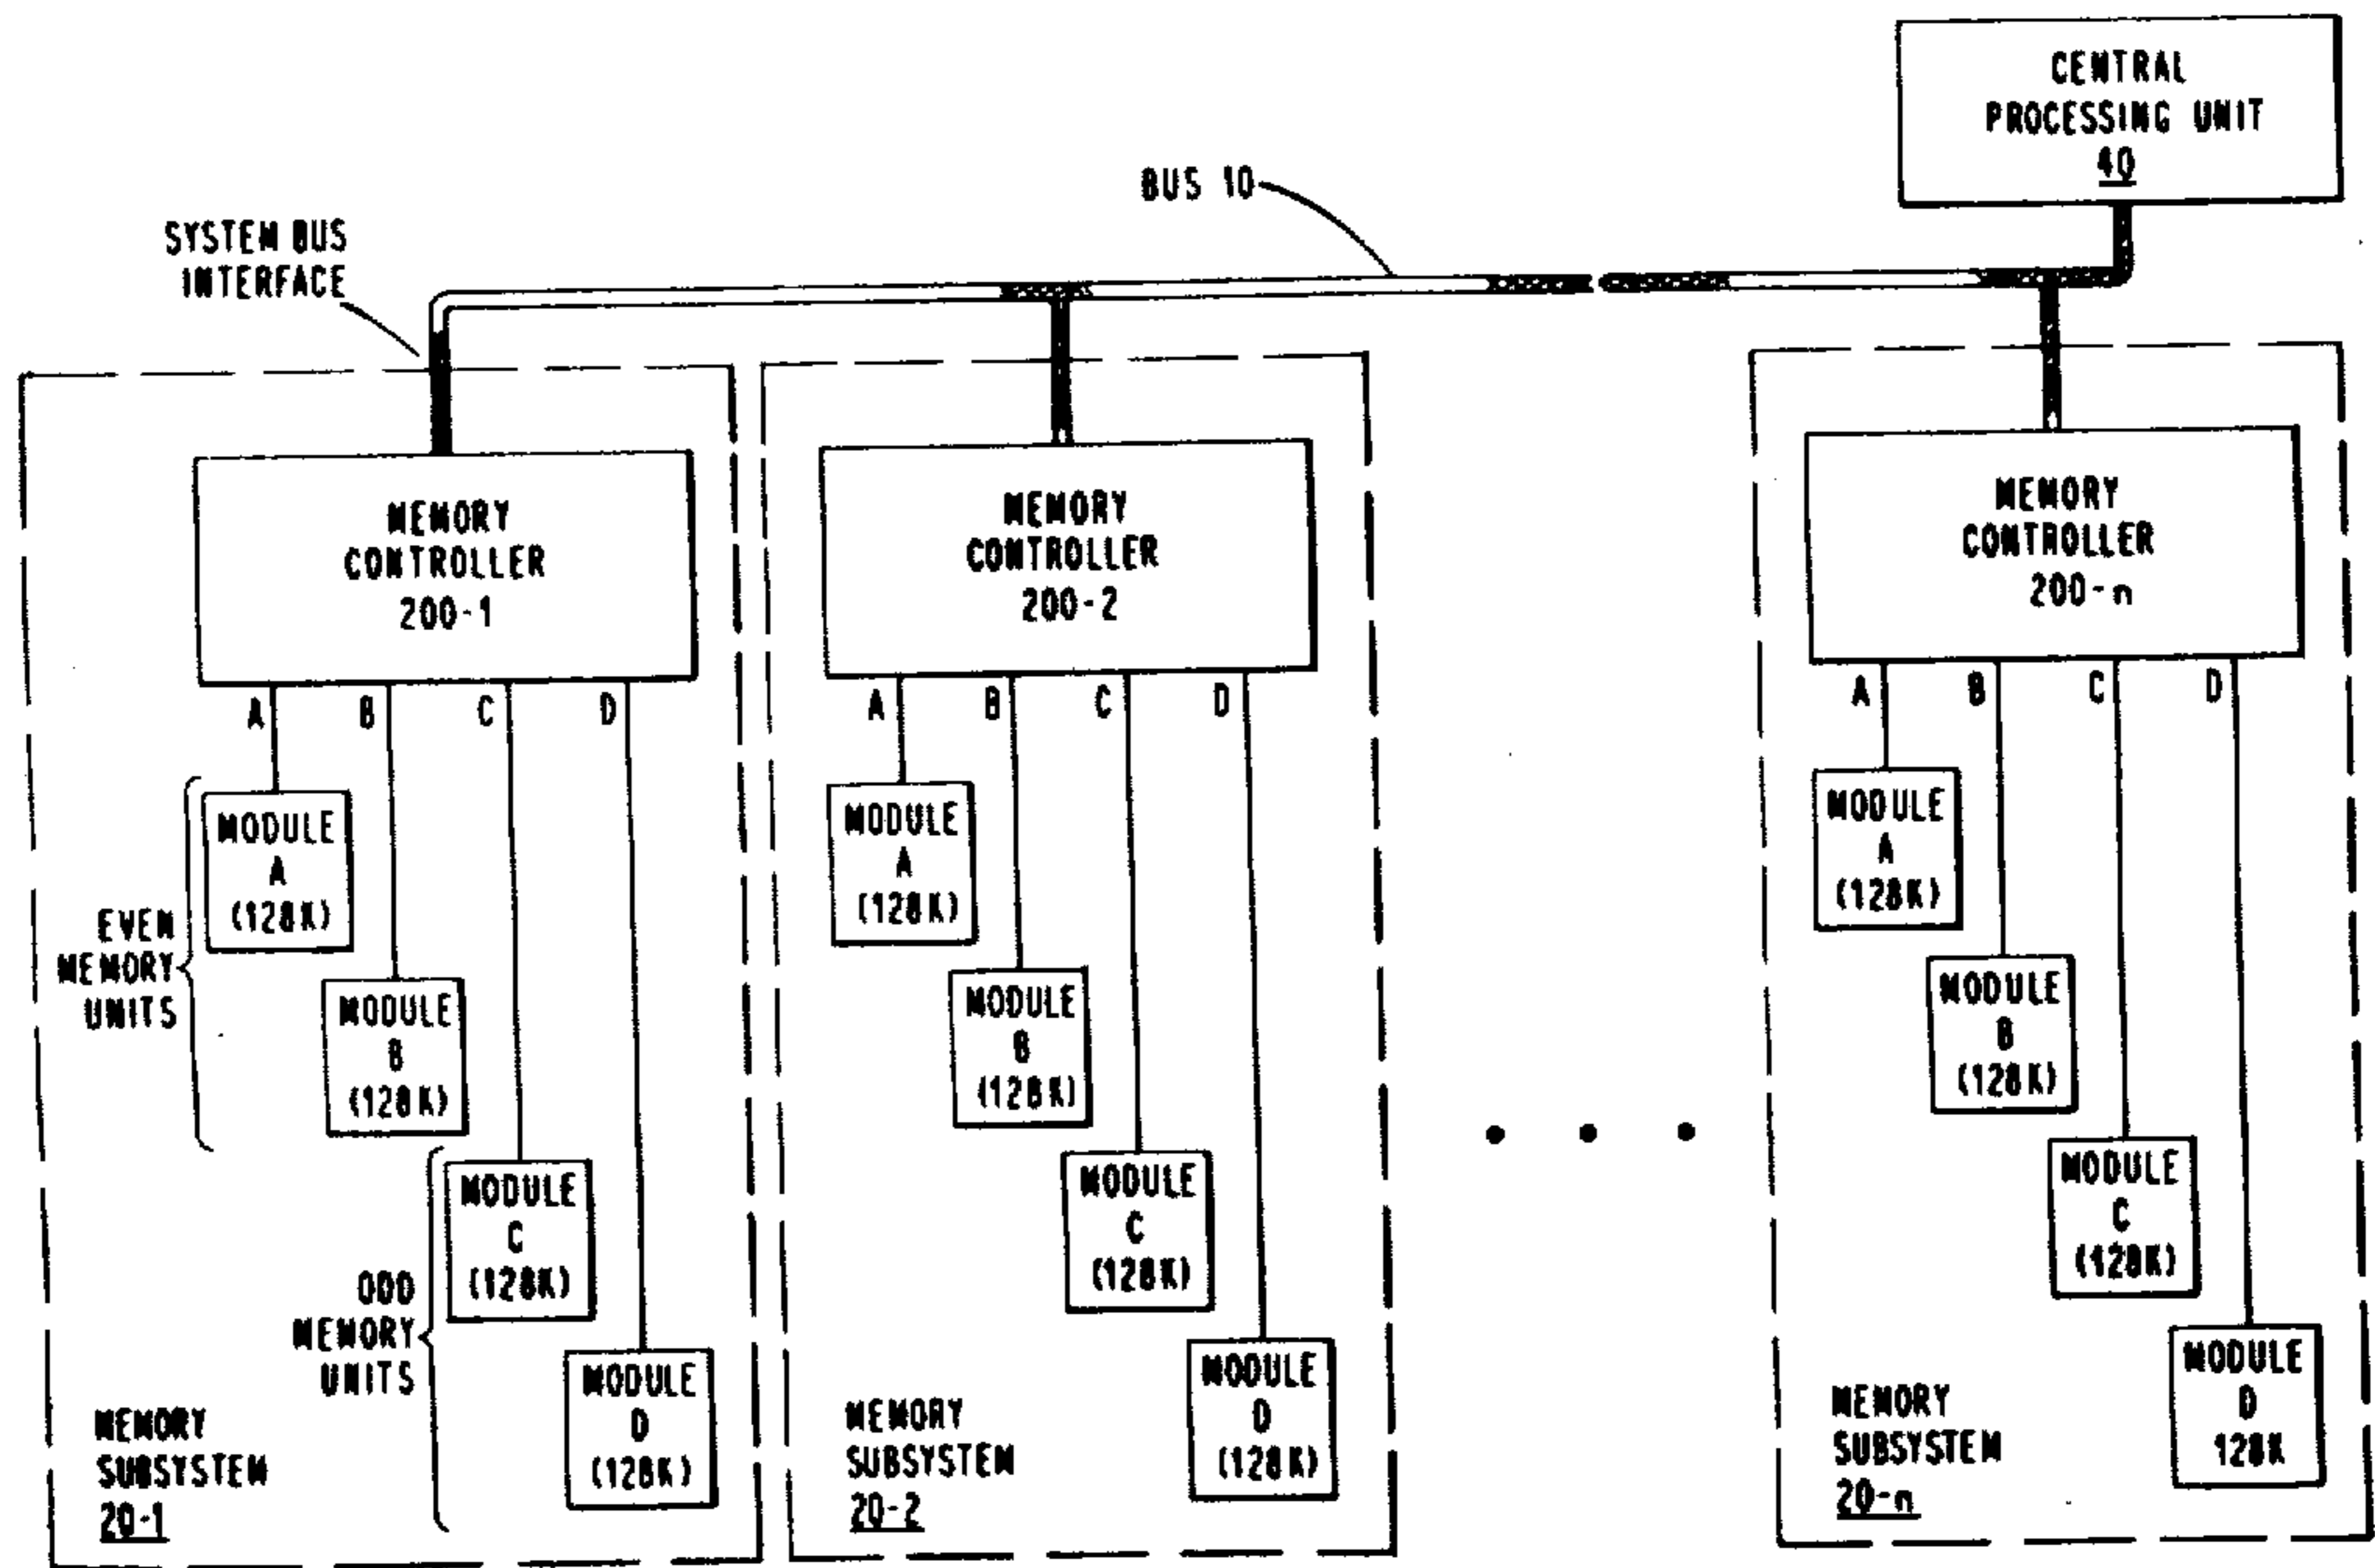 CENTRAL
PROCESSING UNIT
40
BUS 10
SYSTEM BUS
INTERFACE
MEMORY
CONTROLLER
200-1
A B C D
MODULE
A
(128K)
MODULE
B
(128K)
MODULE
C
(128K)
MODULE
D
(128K)
EVEN
MEMORY
UNITS
ODD
MEMORY
UNITS
MEMORY
SUBSYSTEM
20-1
MEMORY
CONTROLLER
200-2
A B C D
MODULE
A
(128K)
MODULE
B
(128K)
MODULE
C
(128K)
MODULE
D
(128K)
MEMORY
SUBSYSTEM
20-2
MEMORY
CONTROLLER
200-n
A B C D
MODULE
A
(128K)
MODULE
B
(128K)
MODULE
C
(128K)
MODULE
D
128K
MEMORY
SUBSYSTEM
20-n